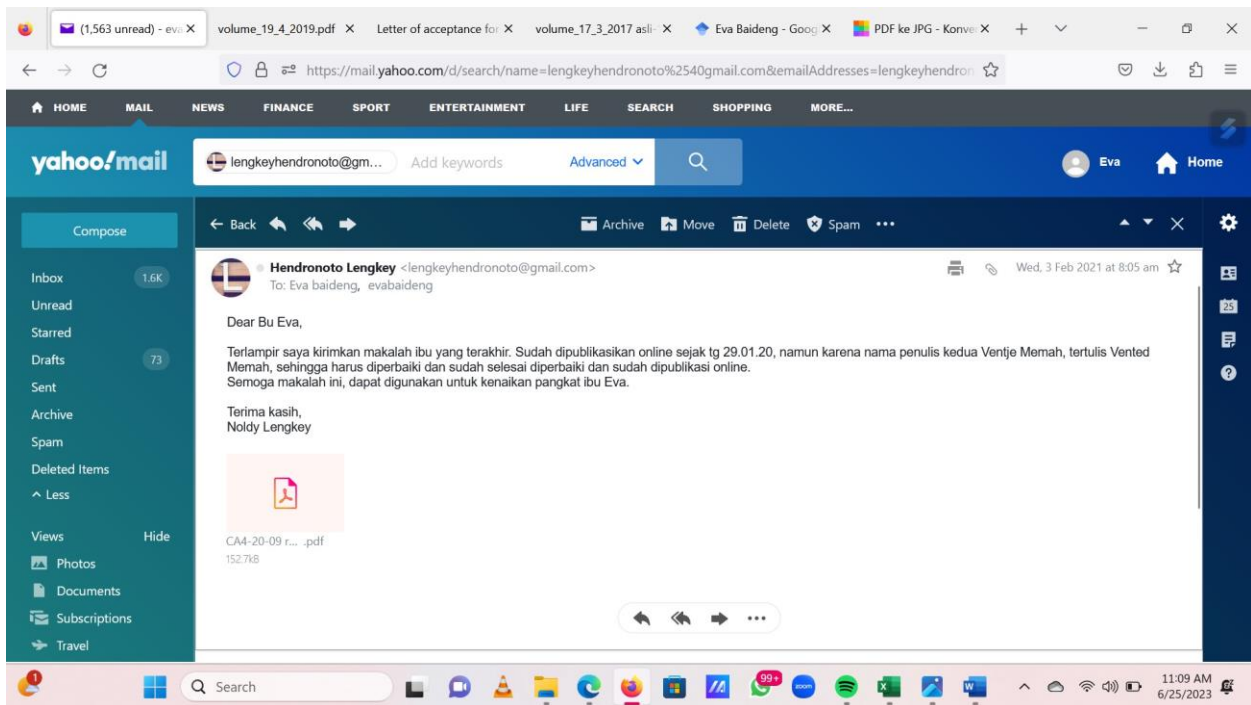 (1,563 unread) - eva
volume_19_4_2019.pdf
Letter of acceptance for
volume_17_3_2017 asli-
Eva Baideng - Goog
PDF ke JPG - Konve
https://mail.yahoo.com/d/search/name=lengkeyhendronoto%2540gmail.com&emailAddresses=lengkeyhendron
HOME MAIL NEWS FINANCE SPORT ENTERTAINMENT LIFE SEARCH SHOPPING MORE...
yahoo!mail
lengkeyhendronoto@gm... Add keywords Advanced
Eva Home
Compose
Back Archive Move Delete Spam
Inbox 1.6K
Unread
Starred
Drafts 73
Sent
Archive
Spam
Deleted Items
Less
Views Hide
Photos
Documents
Subscriptions
Travel
L
Hendronoto Lengkey <lengkeyhendronoto@gmail.com>
Wed, 3 Feb 2021 at 8:05 am
To: Eva baideng, evabaideng
Dear Bu Eva,
Terlampir saya kirimkan makalah ibu yang terakhir. Sudah dipublikasikan online sejak tg 29.01.20, namun karena nama penulis kedua Ventje Memah, tertulis Vented
Memah, sehingga harus diperbaiki dan sudah selesai diperbaiki dan sudah dipublikasi online.
Semoga makalah ini, dapat digunakan untuk kenaikan pangkat ibu Eva.
Terima kasih,
Noldy Lengkey
CA4-20-09 r... .pdf
152.7kB
25
1
Search
99+
zoom
11:09 AM
6/25/2023